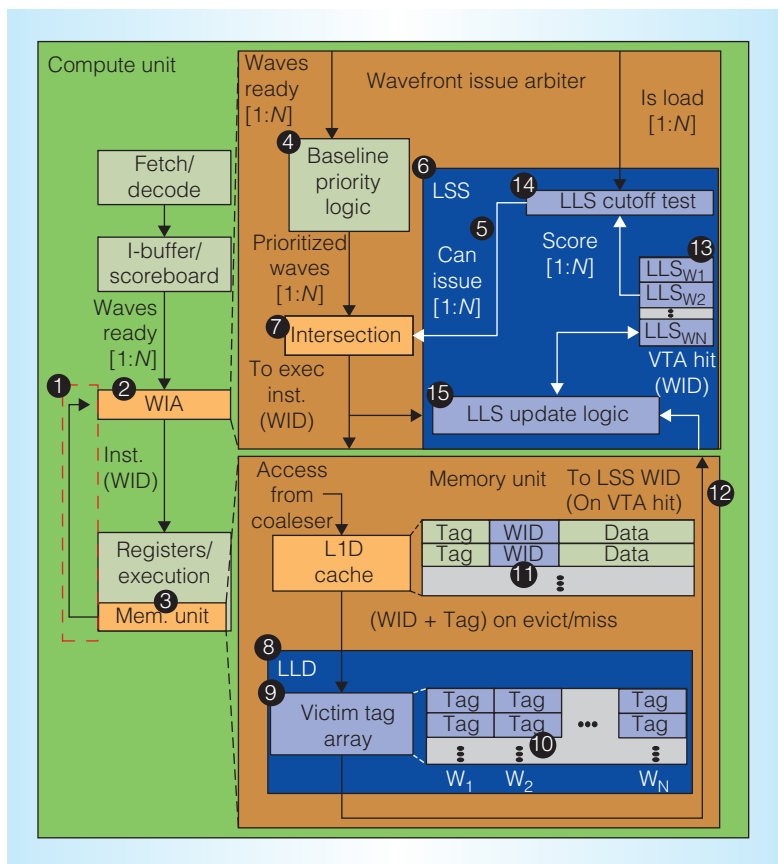 Compute unit
Fetch/
decode
I-buffer/
scoreboard
Waves
ready
[1:N]
1
2
WIA
Inst.
(WID)
Registers/
execution
3
Mem. unit
Waves
ready
[1:N]
Wavefront issue arbiter
Is load
[1:N]
4
Baseline
priority
logic
6
LSS
14
LLS cutoff test
5
Prioritized
waves
[1:N]
Can
issue
[1:N]
Score
[1:N]
13
LLSW1
LLSW2
LLSWN
7
Intersection
VTA hit
(WID)
To exec
inst.
(WID)
15
LLS update logic
Access
from
coaleser
Memory unit
To LSS WID
(On VTA hit)
12
L1D
cache
Tag WID Data
Tag WID Data
11
(WID + Tag) on evict/miss
8
LLD
9
Victim tag
array
Tag Tag Tag
Tag Tag ••• Tag
10
W1 W2 WN